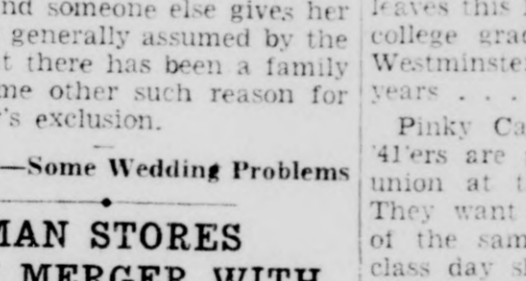 nd someone else gives her
generally assumed by the
t there has been a family
me other such reason for
's exclusion.
—Some Wedding Problems
IAN STORES
MERGER WITH
leaves this
college grad
Westminste
years . . .
Pinky Ca
'41'ers are
union at t
They want
of the sam
class day s